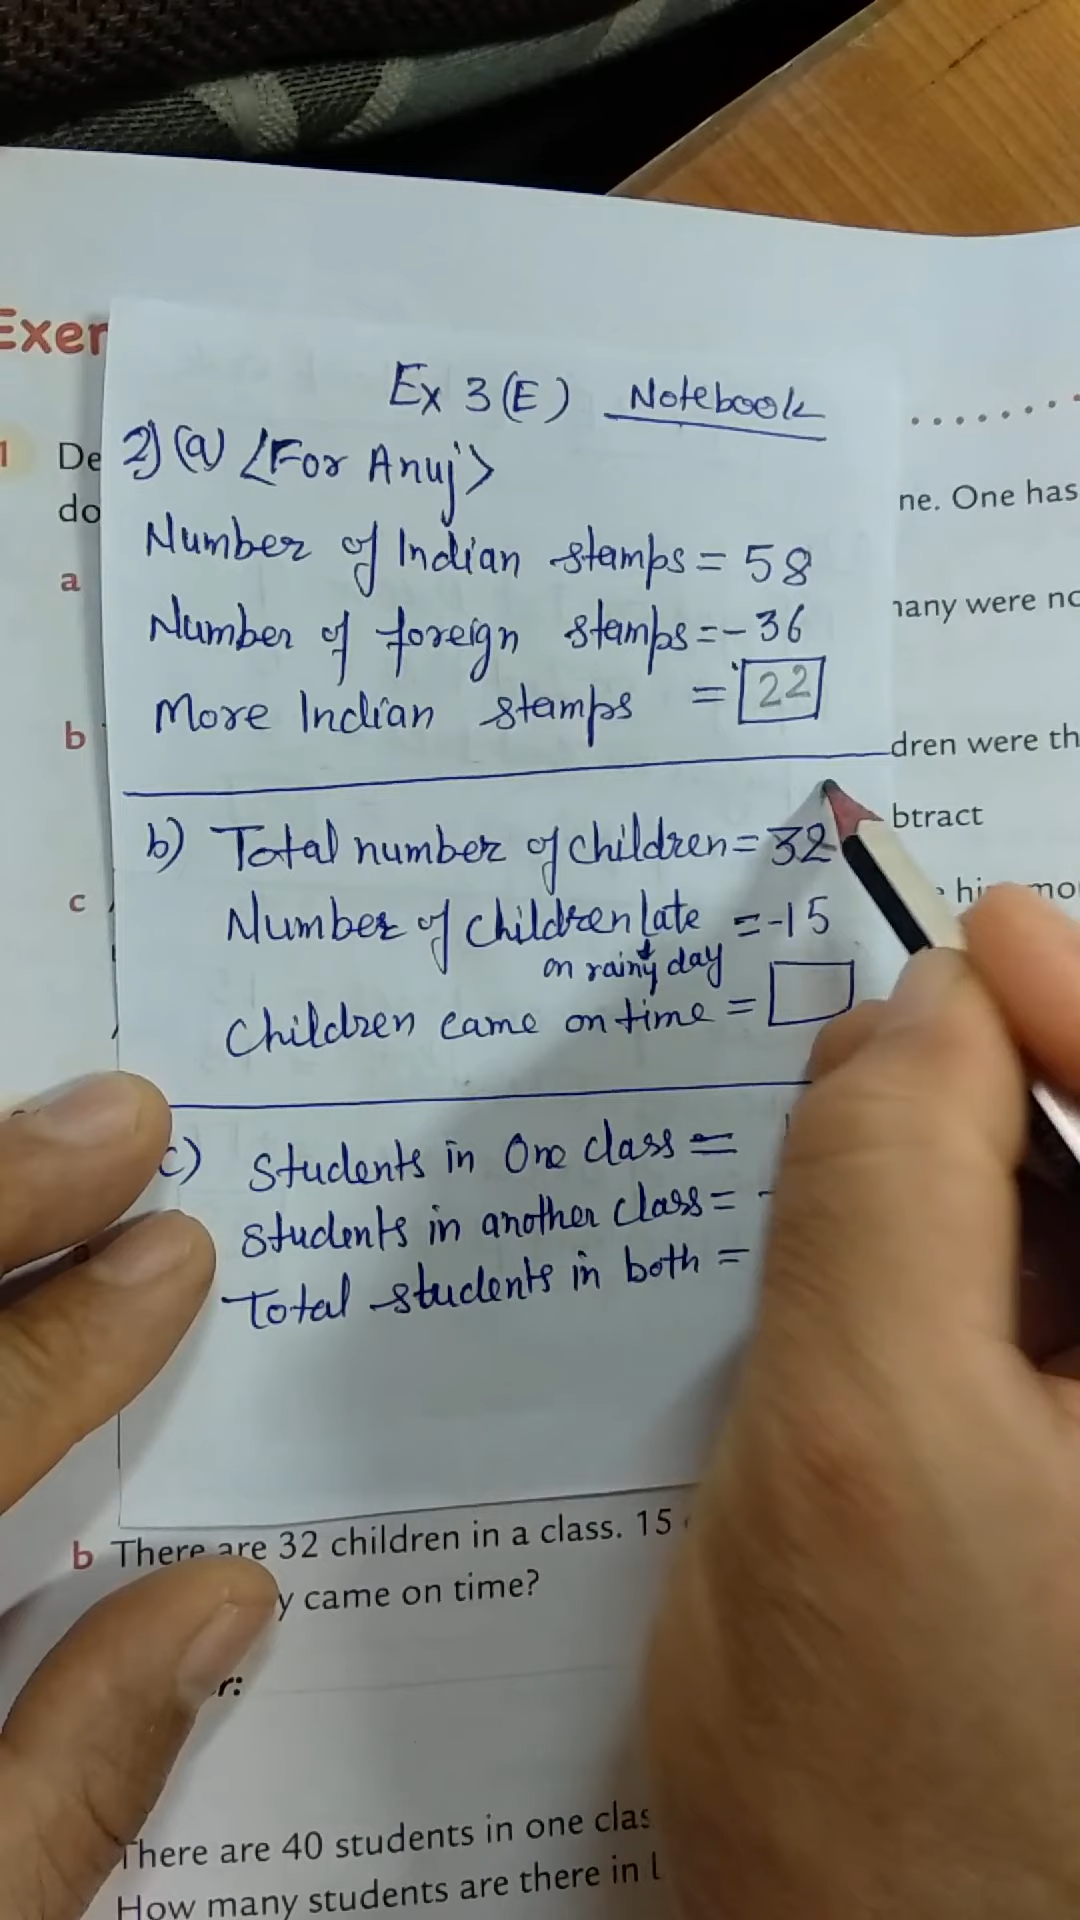 Exer
Ex 3(E) Notebook
1 De
do
ne. One has
2)(a) <For Anuj>
Number of Indian stamps = 58
a
many were no
Number of foreign stamps = - 36
More Indian stamps = 22
b
dren were th
btract
b) Total number of children = 32
c
Number of children late = -15
on rainy day
Children came on time =
c) Students in One class =
Students in another class = -
Total students in both =
b There are 32 children in a class. 15
y came on time?
r:
There are 40 students in one clas
How many students are there in